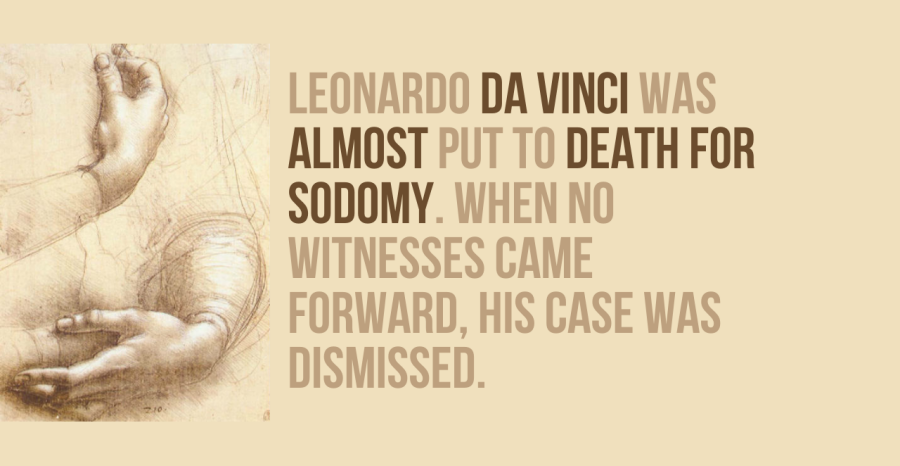 LEONARDO DA VINCI WAS
ALMOST PUT TO DEATH FOR
SODOMY. WHEN NO
WITNESSES CAME
FORWARD, HIS CASE WAS
DISMISSED.